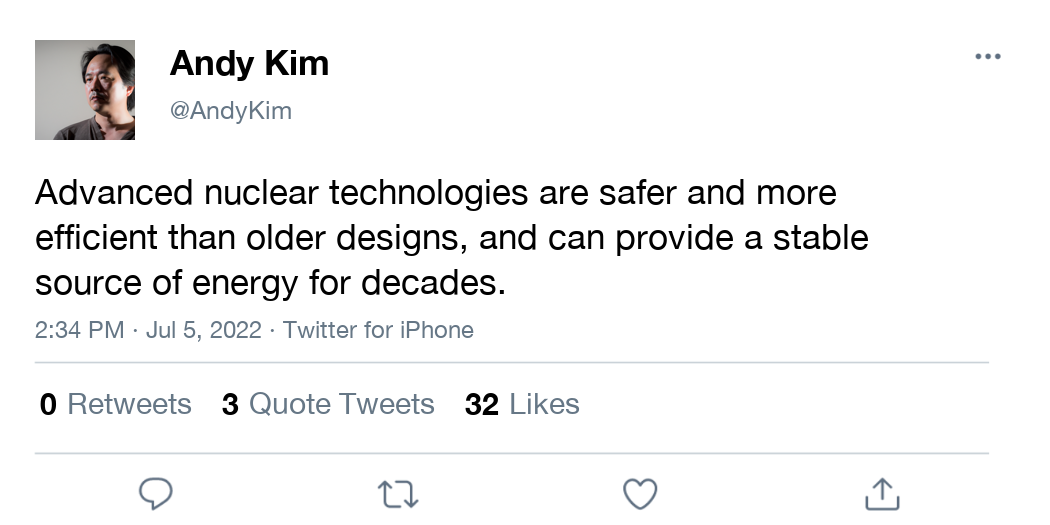 Andy Kim
@AndyKim
Advanced nuclear technologies are safer and more
efficient than older designs, and can provide a stable
source of energy for decades.
2:34 PM · Jul 5, 2022 · Twitter for iPhone
0 Retweets 3 Quote Tweets 32 Likes